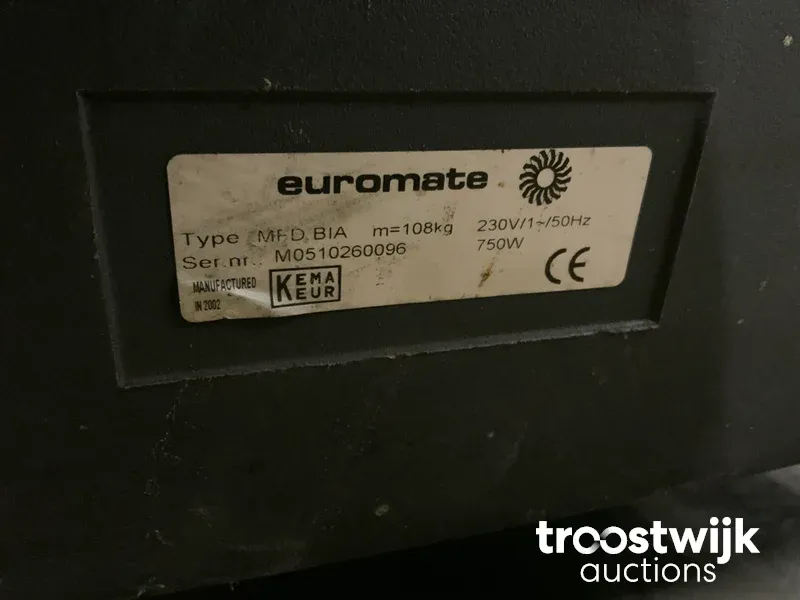 euromate
Type MFD BIA m=108kg 230V/1~/50Hz
Ser.nr. M0510260096 750W
MANUFACTURED
IN 2002
KEMA
KEUR
CE
troostwijk
auctions